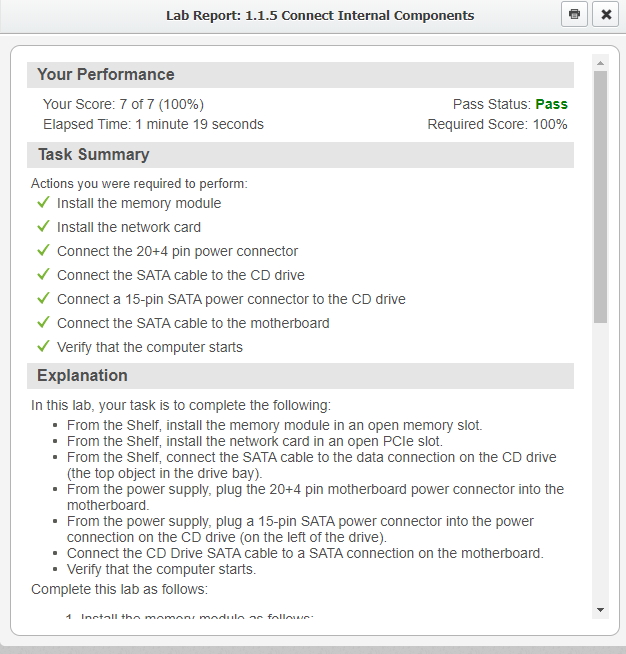 Lab Report: 1.1.5 Connect Internal Components
Your Performance
Your Score: 7 of 7 (100%)
Pass Status: Pass
Elapsed Time: 1 minute 19 seconds
Required Score: 100%
Task Summary
Actions you were required to perform:
Install the memory module
Install the network card
Connect the 20+4 pin power connector
Connect the SATA cable to the CD drive
Connect a 15-pin SATA power connector to the CD drive
Connect the SATA cable to the motherboard
Verify that the computer starts
Explanation
In this lab, your task is to complete the following:
• From the Shelf, install the memory module in an open memory slot.
• From the Shelf, install the network card in an open PCIe slot.
• From the Shelf, connect the SATA cable to the data connection on the CD drive
(the top object in the drive bay).
• From the power supply, plug the 20+4 pin motherboard power connector into the
motherboard.
• From the power supply, plug a 15-pin SATA power connector into the power
connection on the CD drive (on the left of the drive).
• Connect the CD Drive SATA cable to a SATA connection on the motherboard.
• Verify that the computer starts.
Complete this lab as follows:
1. Install the memory module as follows: